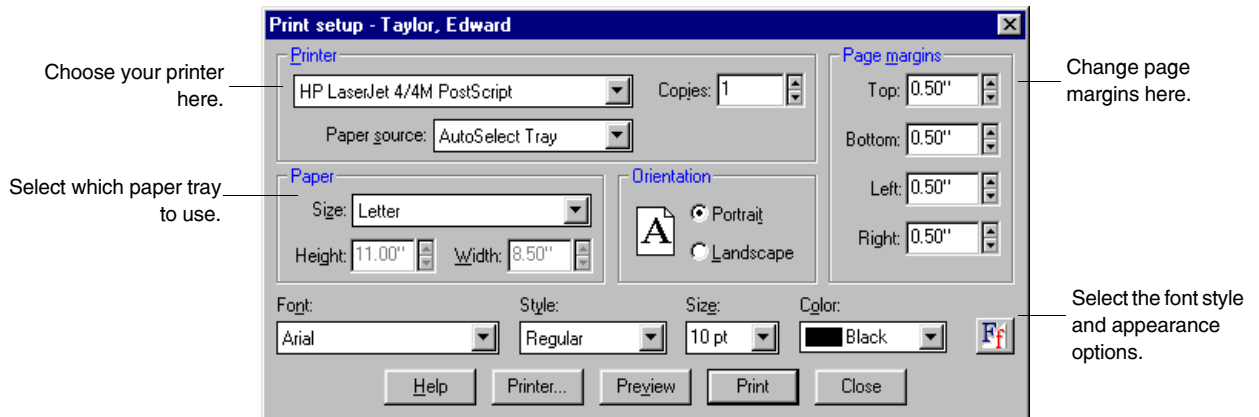 Print setup - Taylor, Edward
Choose your printer
here.
Printer
HP LaserJet 4/4M PostScript
Copies: 1
Paper source: AutoSelect Tray
Page margins
Top: 0.50"
Bottom: 0.50"
Left: 0.50"
Right: 0.50"
Change page
margins here.
Select which paper tray
to use.
Paper
Size: Letter
Height: 11.00" Width: 8.50"
Orientation
A
Portrait
Landscape
Font: Style: Size: Color:
Arial Regular 10 pt Black Ff
Select the font style
and appearance
options.
Help Printer... Preview Print Close